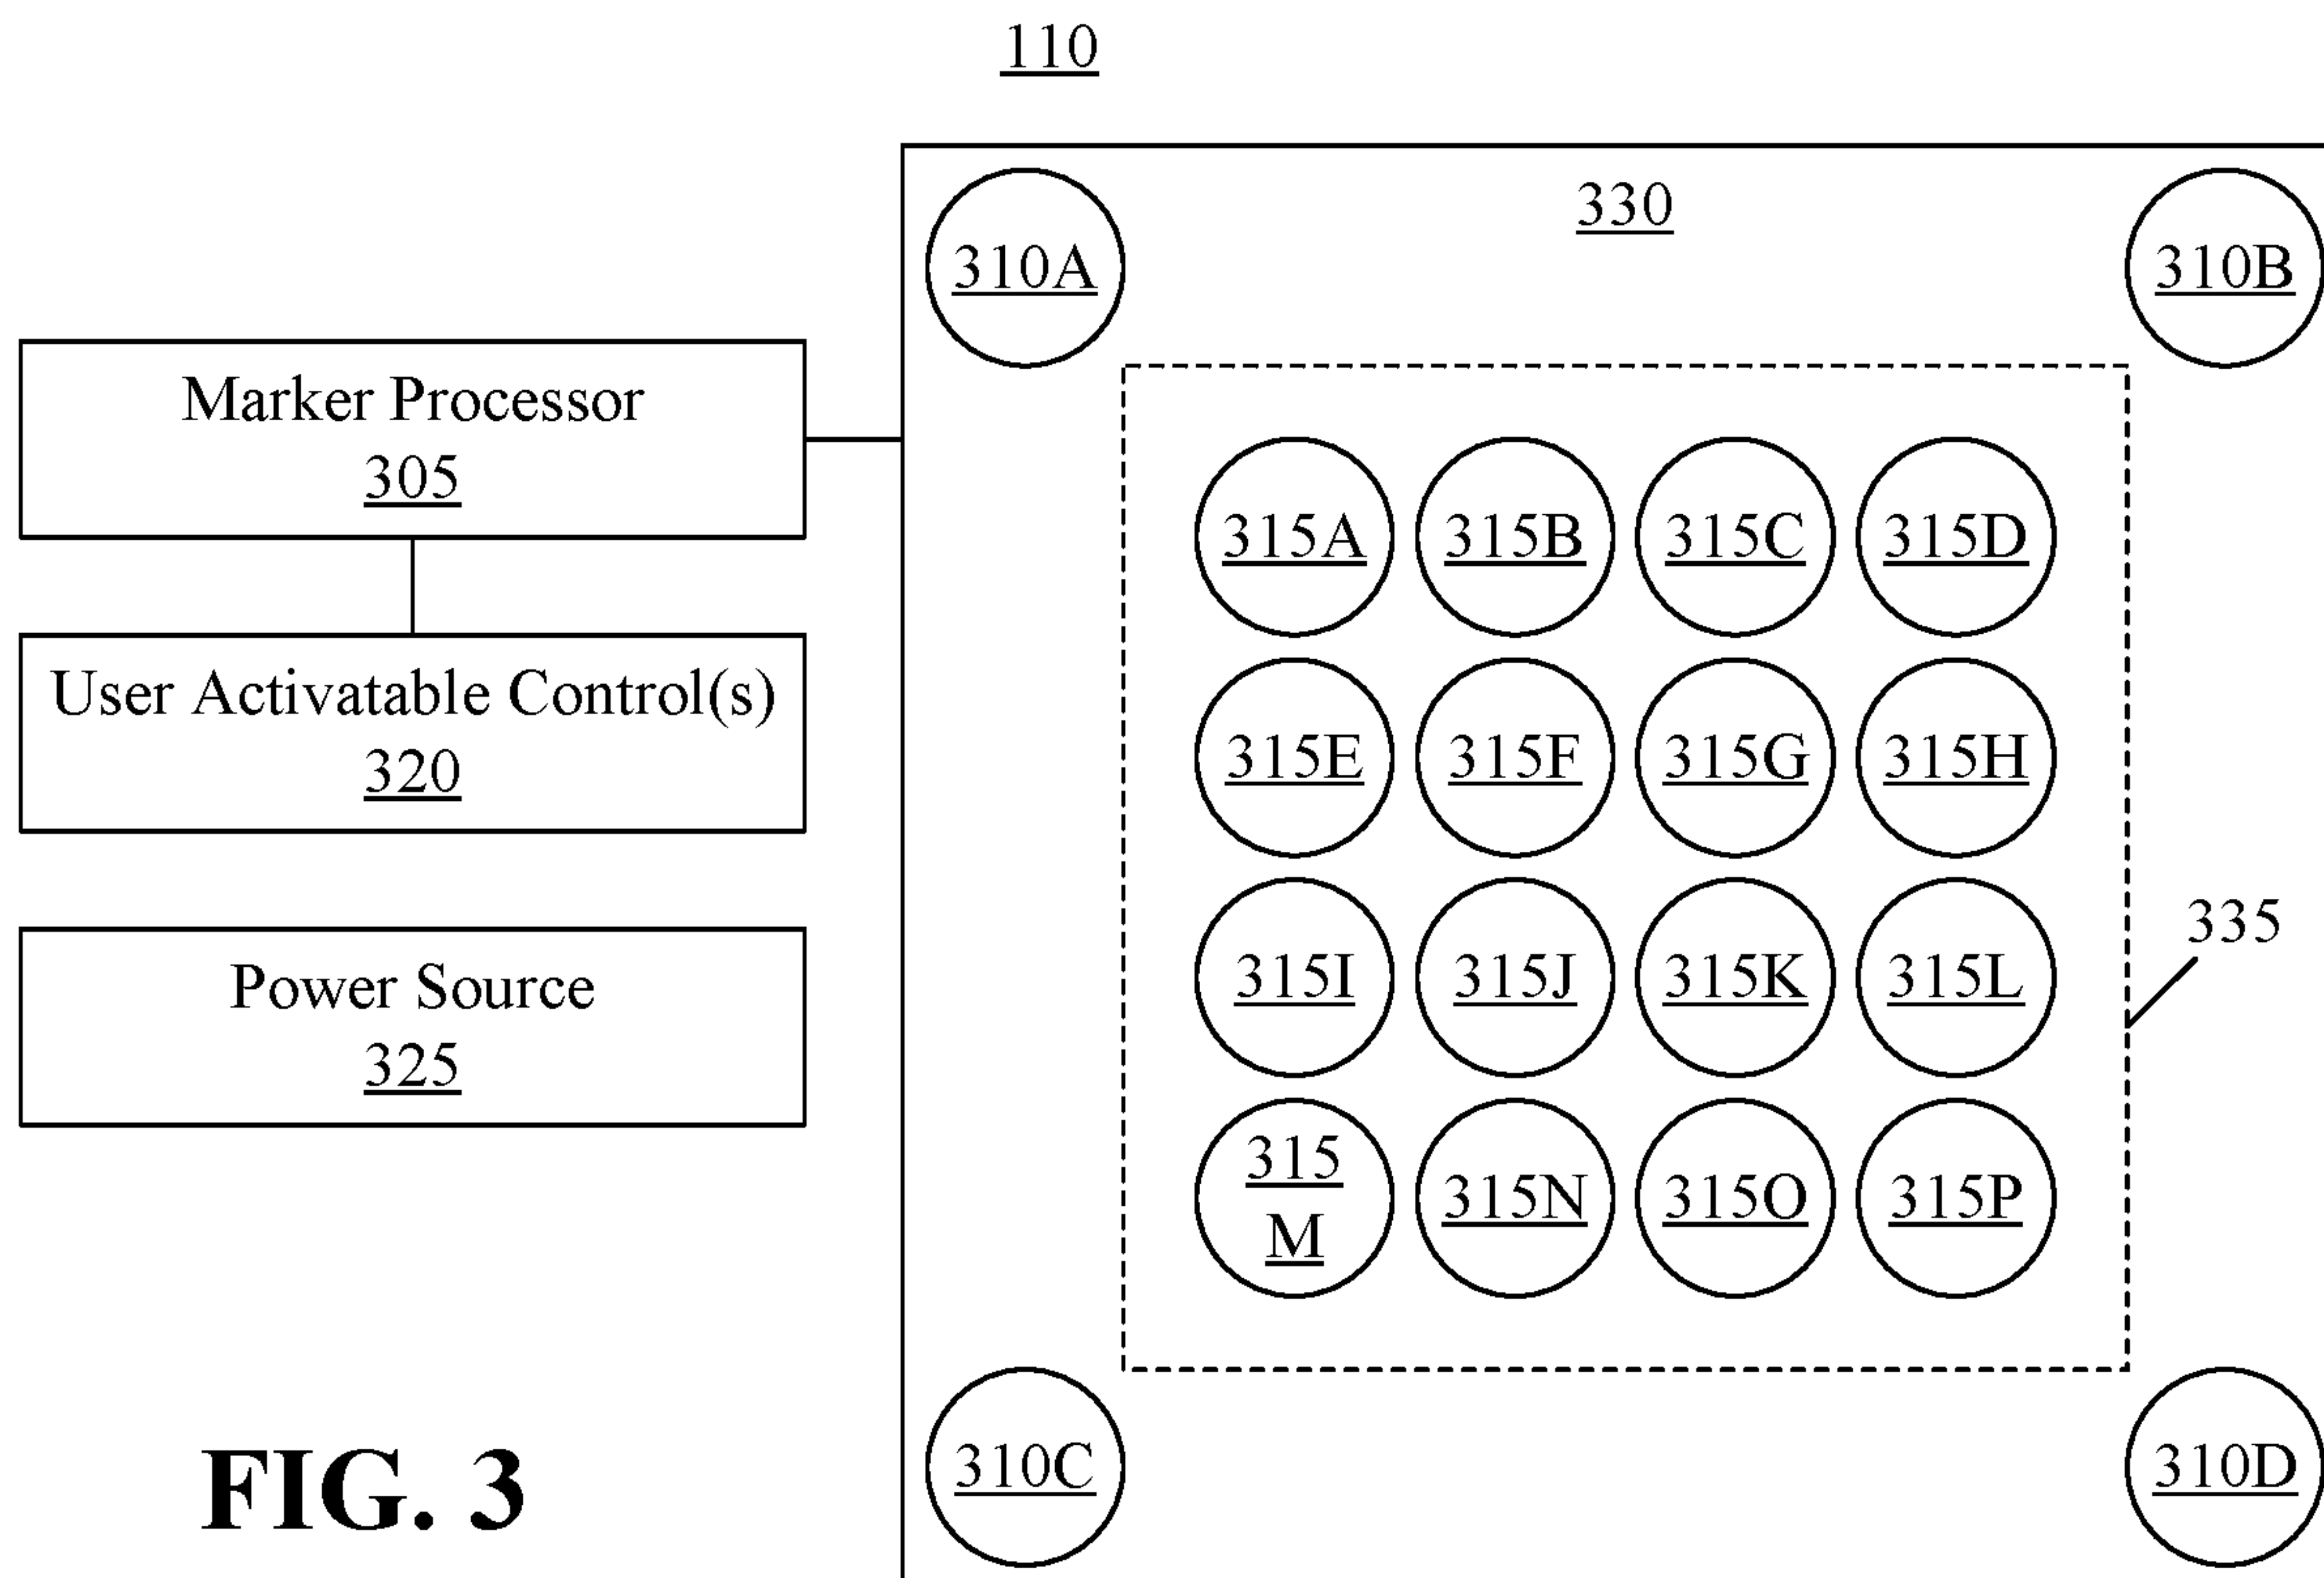 110
330
310A
310B
Marker Processor
305
User Activatable Control(s)
320
Power Source
325
315A 315B 315C 315D
315E 315F 315G 315H
315I 315J 315K 315L
335
315
M
315N 315O 315P
310C
310D
FIG. 3